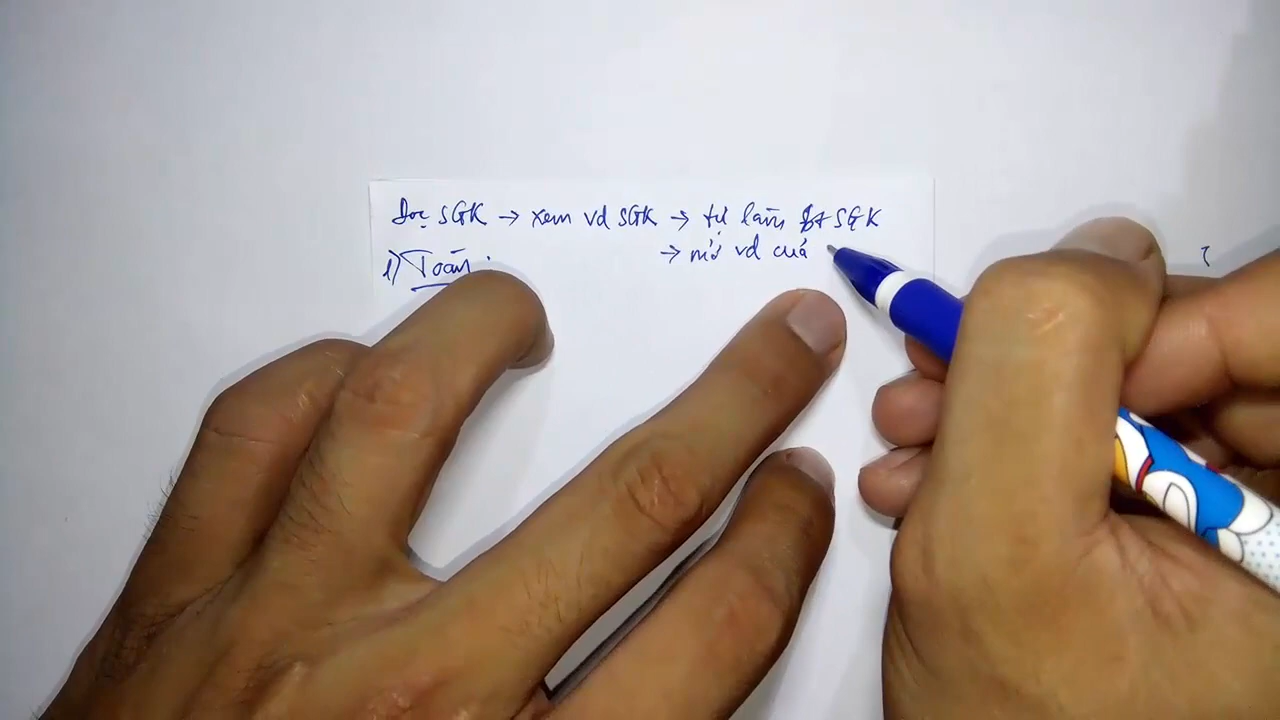 Đọc SGK → xem vd SGK → tự làm bt SGK
→ mở vd của
1) Toán: